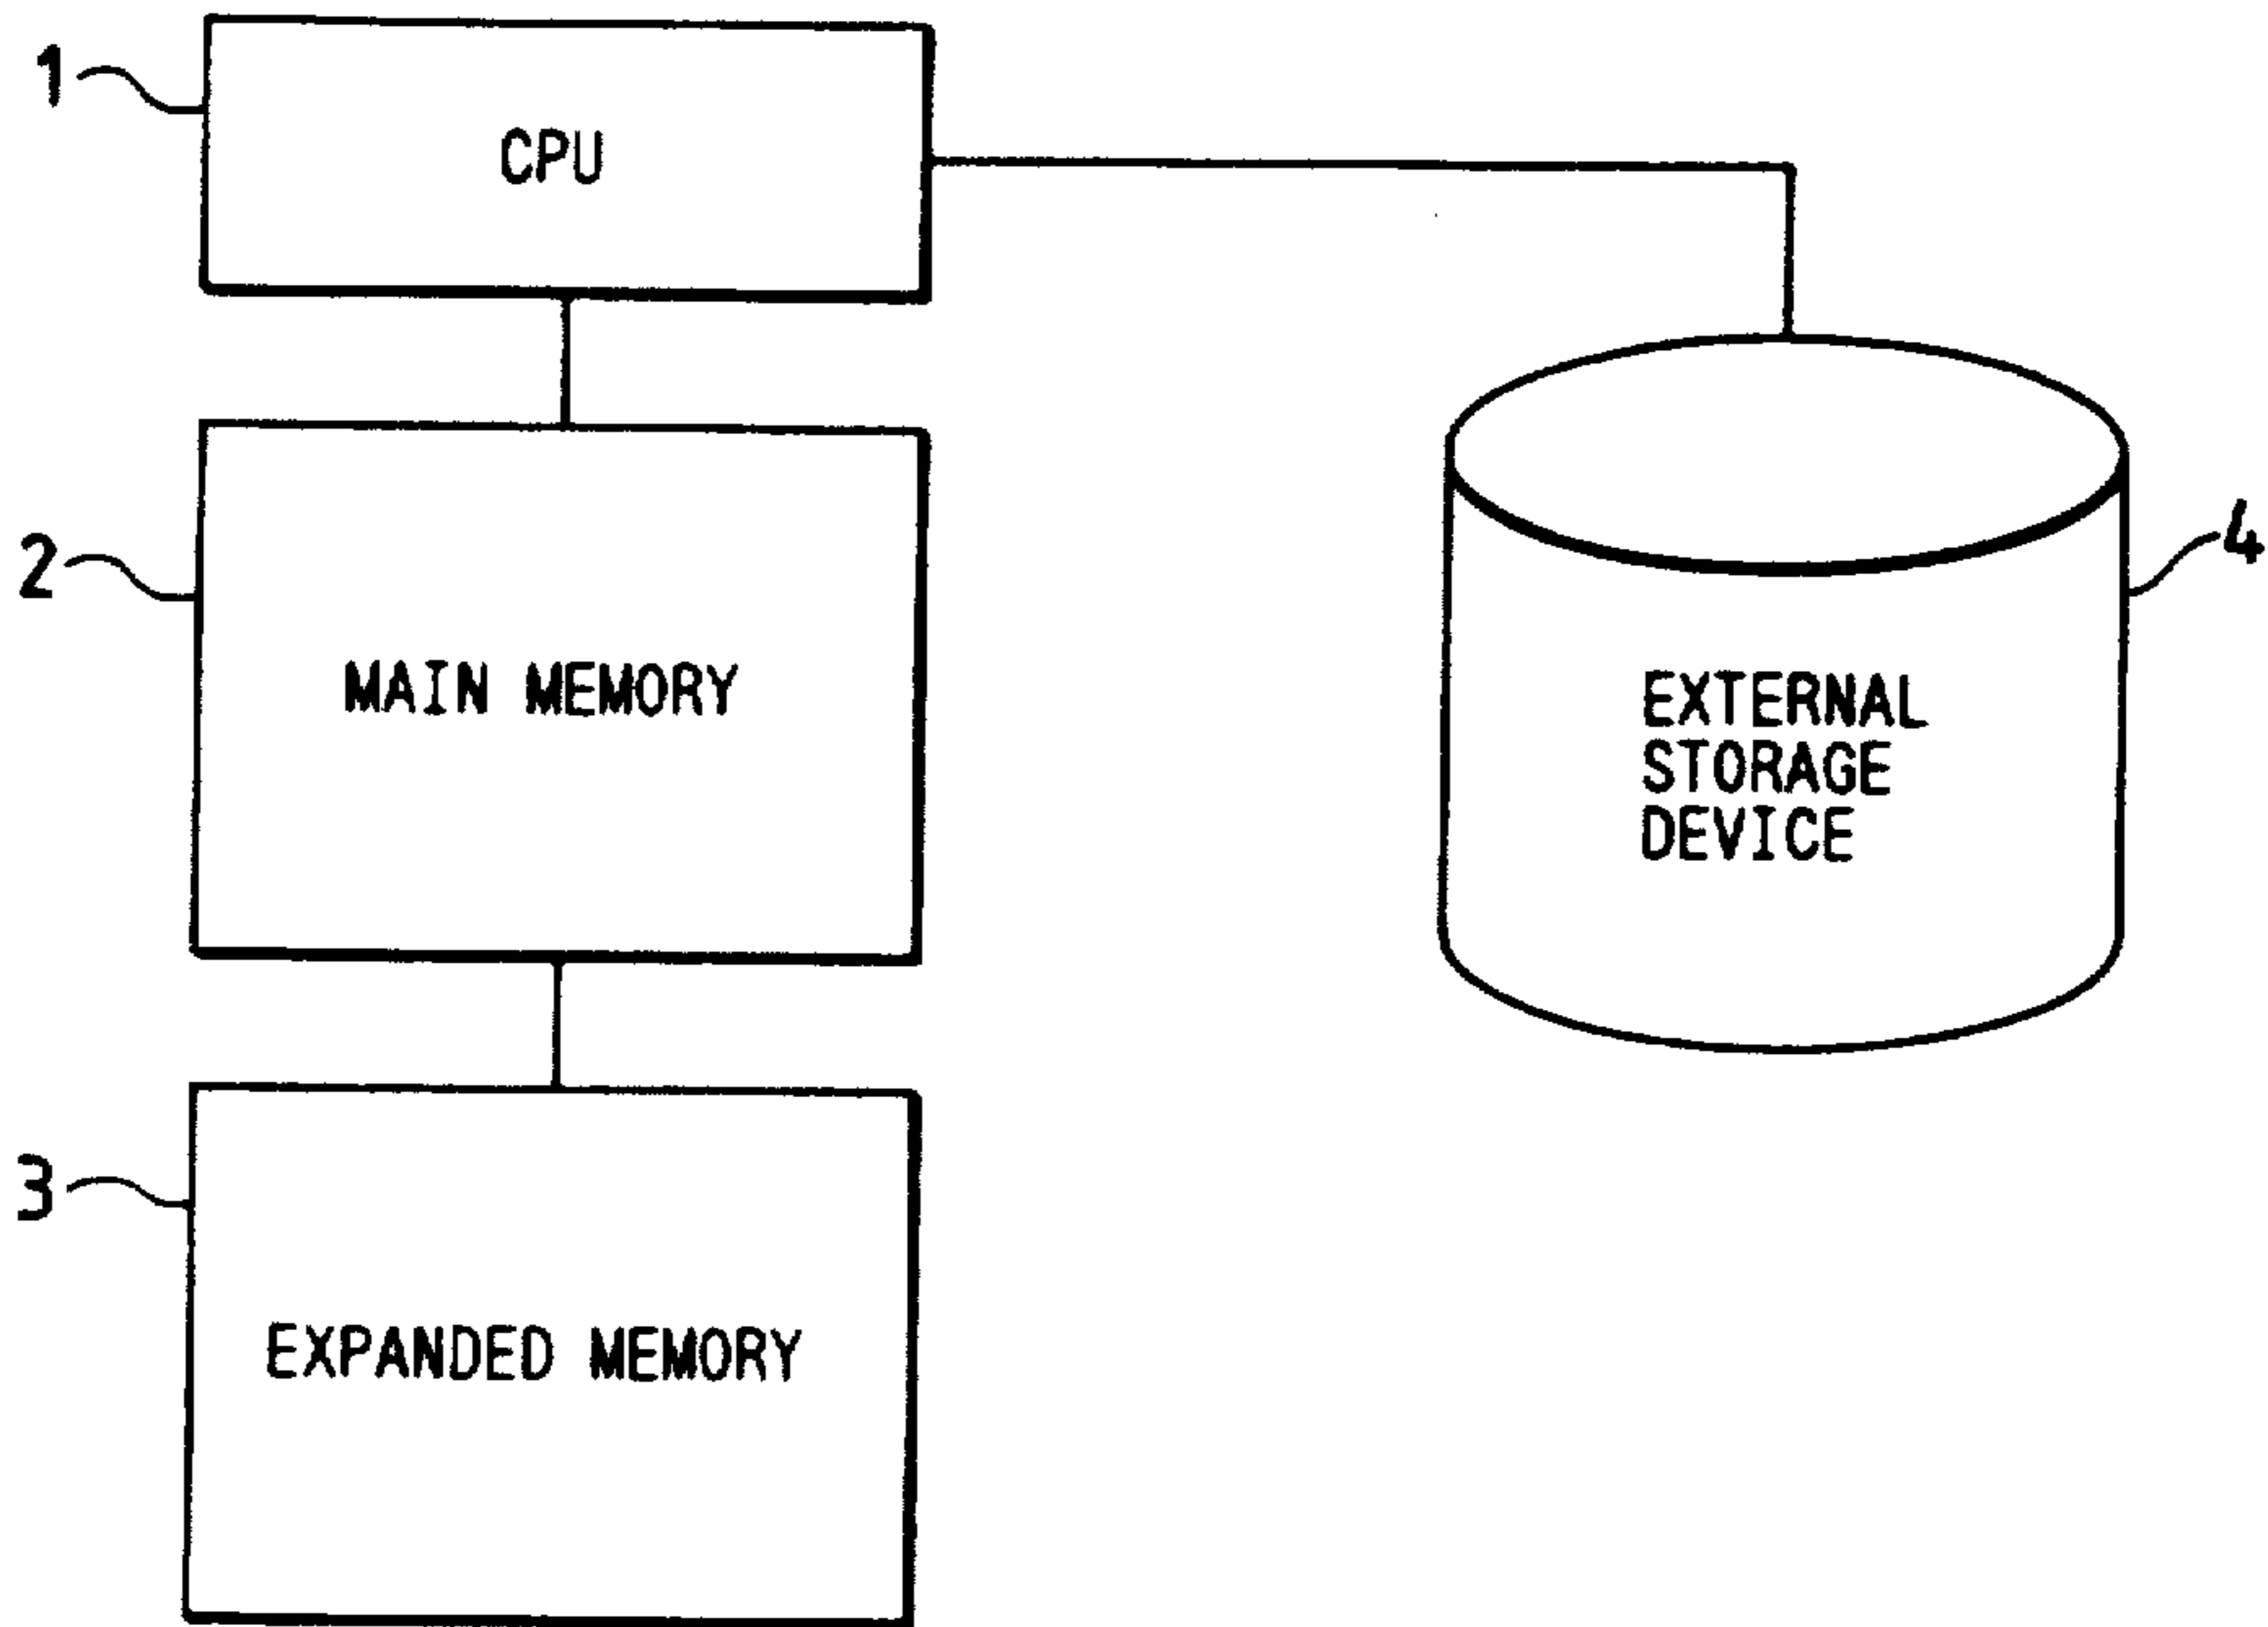 1
CPU
2
MAIN MEMORY
4
EXTERNAL
STORAGE
DEVICE
3
EXPANDED MEMORY